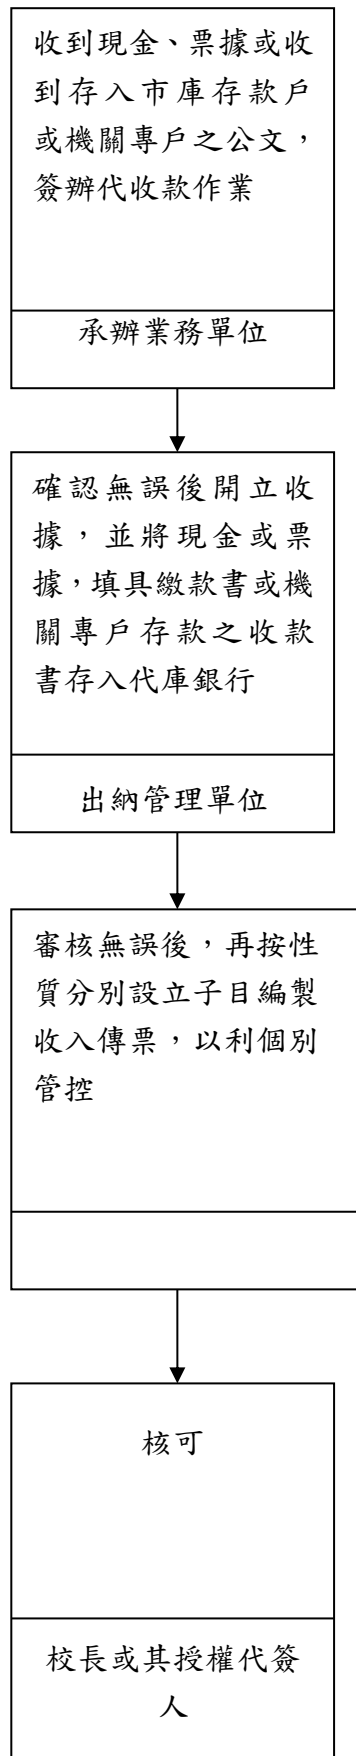 收到現金、票據或收
到存入市庫存款戶
或機關專戶之公文，
簽辦代收款作業
承辦業務單位
確認無誤後開立收
據，並將現金或票
據，填具繳款書或機
關專戶存款之收款
書存入代庫銀行
出納管理單位
審核無誤後，再按性
質分別設立子目編製
收入傳票，以利個別
管控
核可
校長或其授權代簽
人